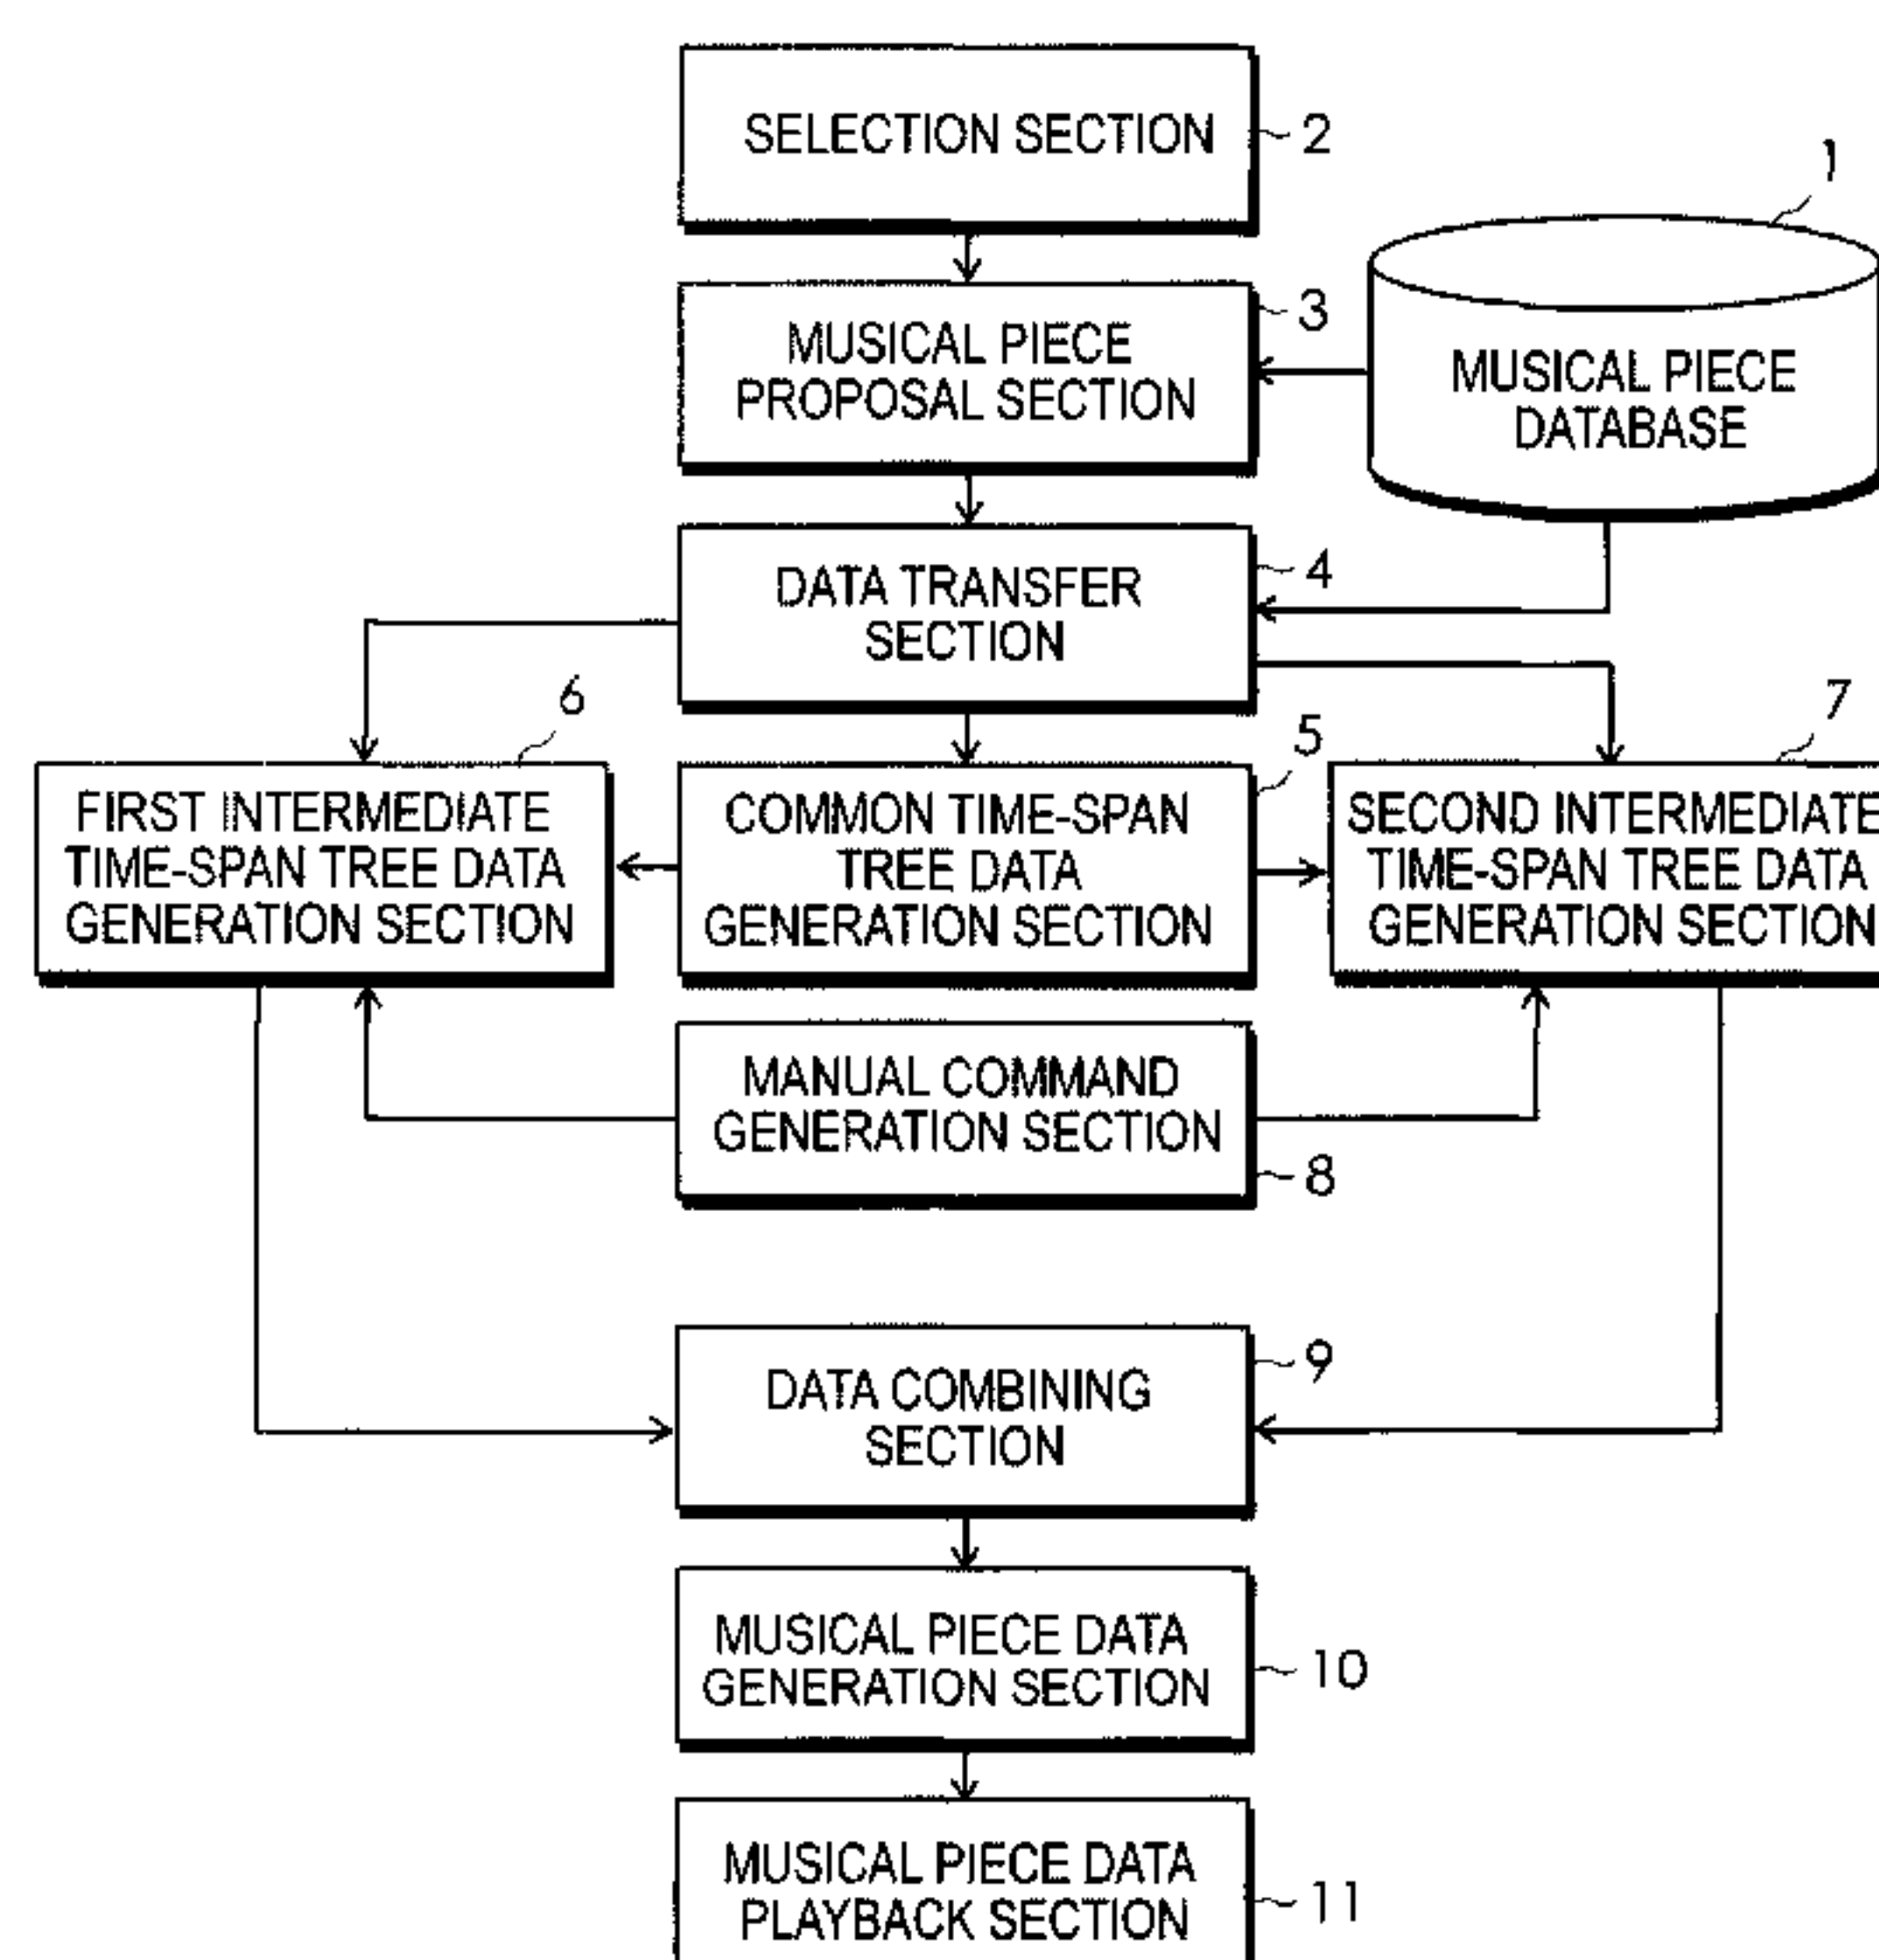 SELECTION SECTION
2
1
MUSICAL PIECE
PROPOSAL SECTION
3
MUSICAL PIECE
DATABASE
DATA TRANSFER
SECTION
4
6
5
7
FIRST INTERMEDIATE
TIME-SPAN TREE DATA
GENERATION SECTION
COMMON TIME-SPAN
TREE DATA
GENERATION SECTION
SECOND INTERMEDIATE
TIME-SPAN TREE DATA
GENERATION SECTION
MANUAL COMMAND
GENERATION SECTION
8
DATA COMBINING
SECTION
9
MUSICAL PIECE DATA
GENERATION SECTION
10
MUSICAL PIECE DATA
PLAYBACK SECTION
11